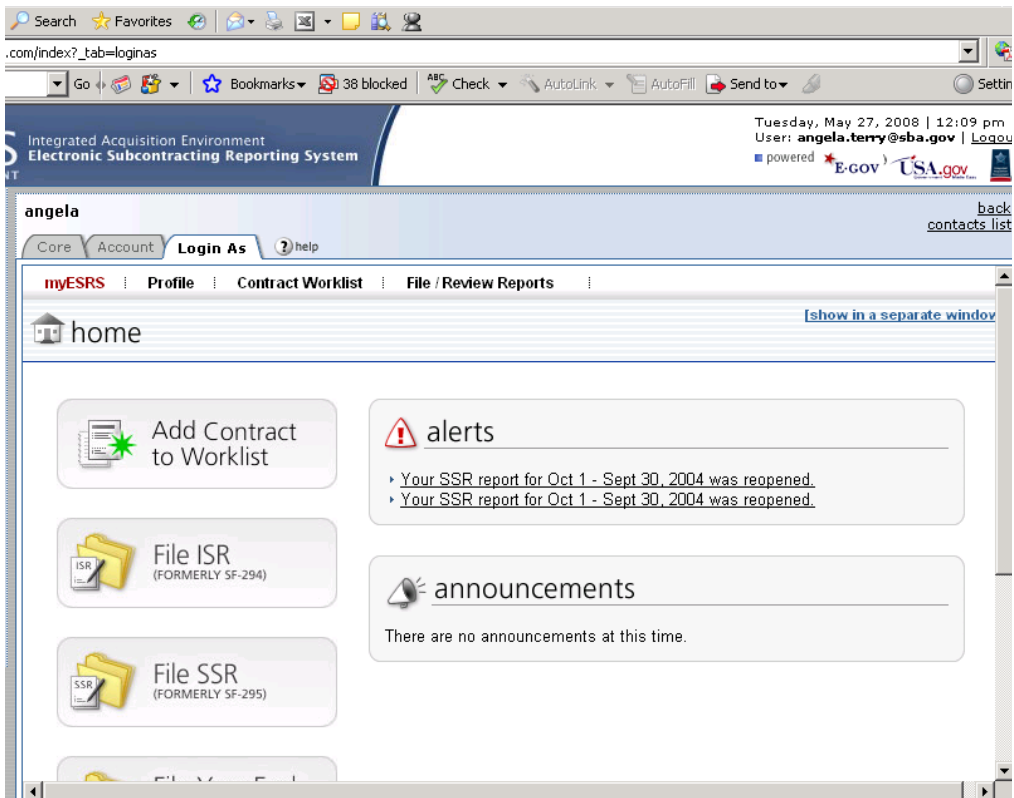 Search Favorites
.com/index?_tab=loginas
Go Bookmarks 38 blocked ABC Check AutoLink AutoFill Send to Settin
Integrated Acquisition Environment
Electronic Subcontracting Reporting System
NT
Tuesday, May 27, 2008 | 12:09 pm
User: angela.terry@sba.gov | Logou
powered E-GOV USA.gov
angela
back
contacts list
Core Account Login As ? help
myESRS Profile Contract Worklist File / Review Reports
[show in a separate window
home
Add Contract
to Worklist
alerts
Your SSR report for Oct 1 - Sept 30, 2004 was reopened.
Your SSR report for Oct 1 - Sept 30, 2004 was reopened.
ISR
File ISR
(FORMERLY SF-294)
announcements
There are no announcements at this time.
SSR
File SSR
(FORMERLY SF-295)